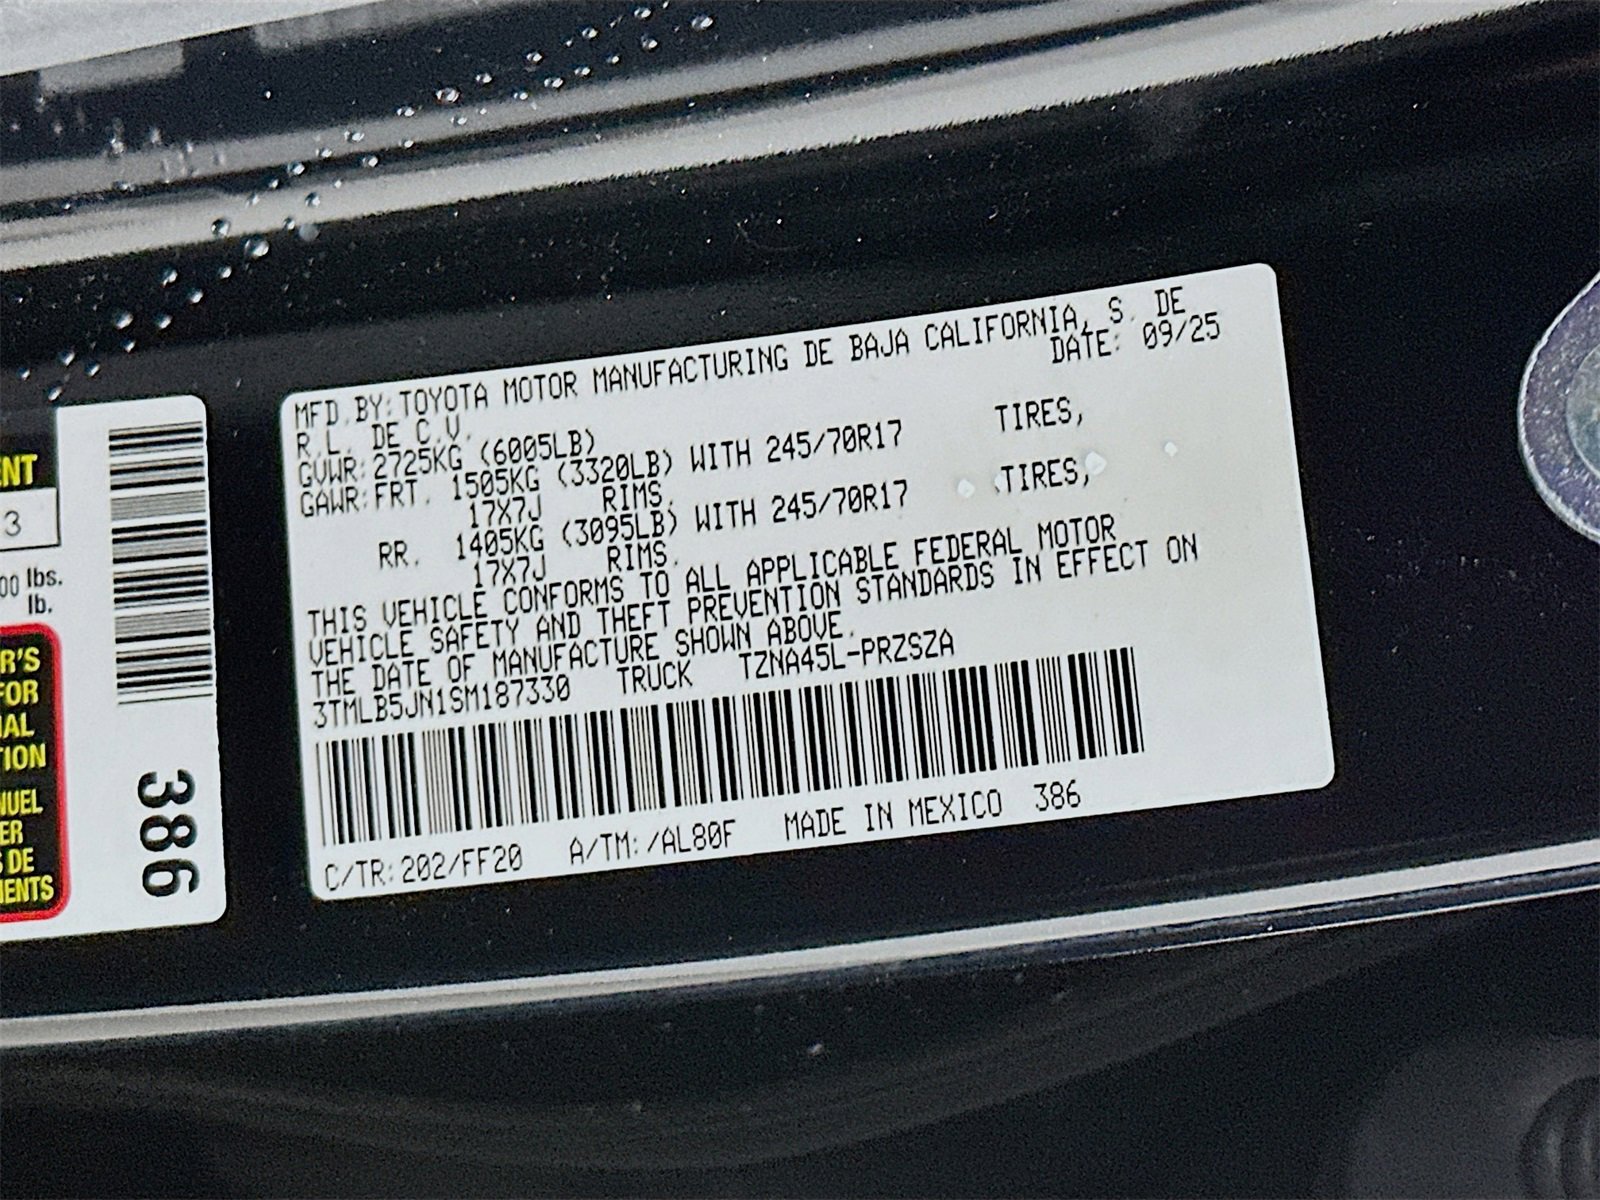 MFD.BY:TOYOTA MOTOR MANUFACTURING DE BAJA CALIFORNIA, S. DE
R.L. DE C.V. DATE: 09/25
GVWR:2725KG (6005LB)
GAWR:FRT. 1505KG (3320LB) WITH 245/70R17 TIRES,
17X7J RIMS.
RR. 1405KG (3095LB) WITH 245/70R17 TIRES,
17X7J RIMS.
THIS VEHICLE CONFORMS TO ALL APPLICABLE FEDERAL MOTOR
VEHICLE SAFETY AND THEFT PREVENTION STANDARDS IN EFFECT ON
THE DATE OF MANUFACTURE SHOWN ABOVE.
3TMLB5JN1SM187330 TRUCK TZNA45L-PRZSZA
C/TR:202/FF20 A/TM:/AL80F MADE IN MEXICO 386
ENT
3
00 lbs.
lb.
R'S
FOR
IAL
TION
NUEL
ER
S DE
MENTS
386